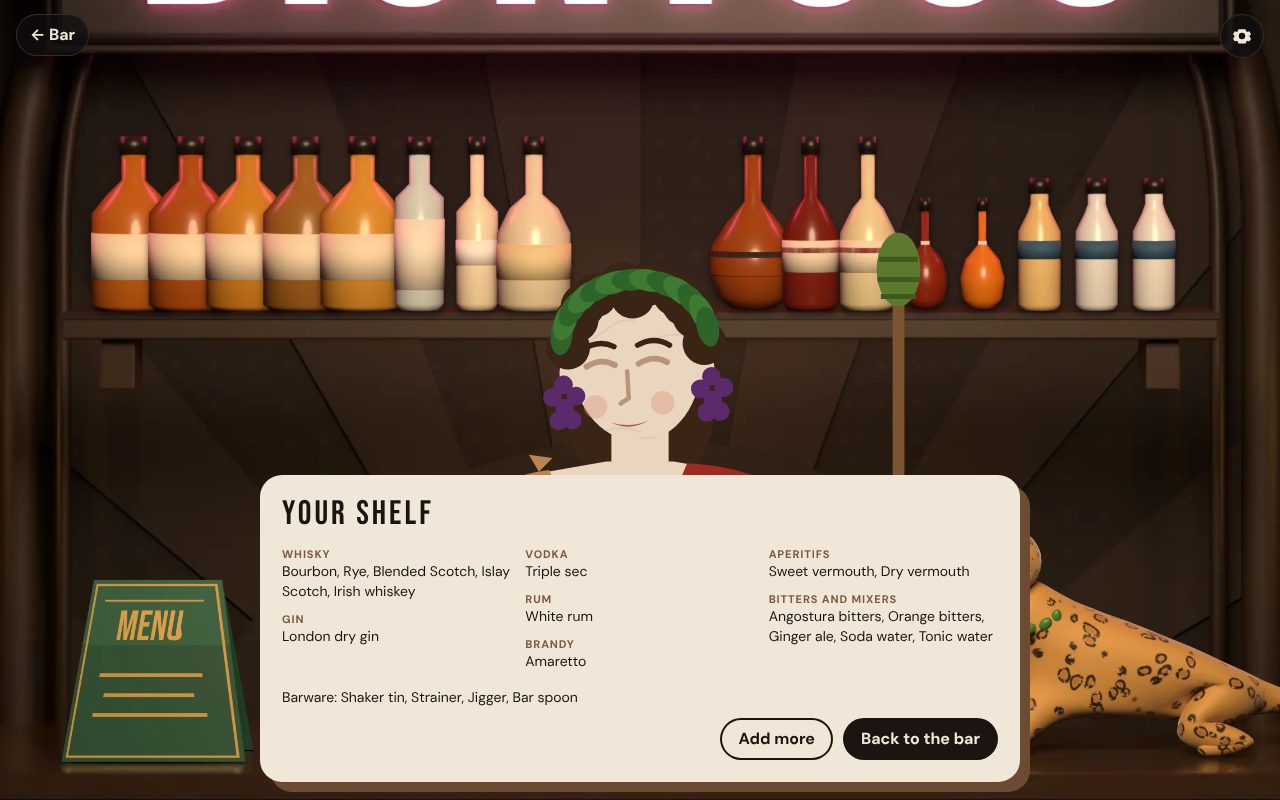 ← Bar
YOUR SHELF
WHISKY
Bourbon, Rye, Blended Scotch, Islay
Scotch, Irish whiskey
GIN
London dry gin
VODKA
Triple sec
RUM
White rum
BRANDY
Amaretto
APERITIFS
Sweet vermouth, Dry vermouth
BITTERS AND MIXERS
Angostura bitters, Orange bitters,
Ginger ale, Soda water, Tonic water
Barware: Shaker tin, Strainer, Jigger, Bar spoon
Add more
Back to the bar
MENU